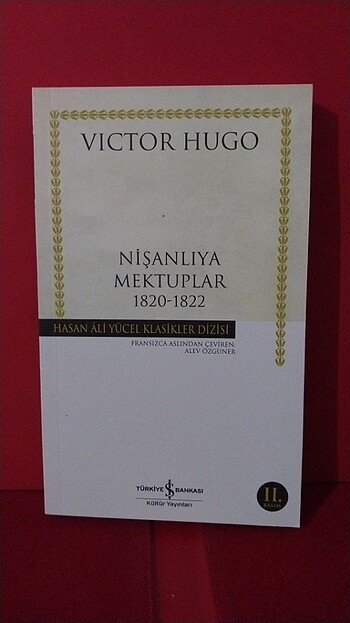 VICTOR HUGO
NİŞANLIYA
MEKTUPLAR
1820-1822
HASAN ÂLİ YÜCEL KLASİKLER DİZİSİ
FRANSIZCA ASLINDAN ÇEVİREN:
ALEV ÖZGÜNER
TÜRKİYE İŞ BANKASI
Kültür Yayınları
II.
BASIM